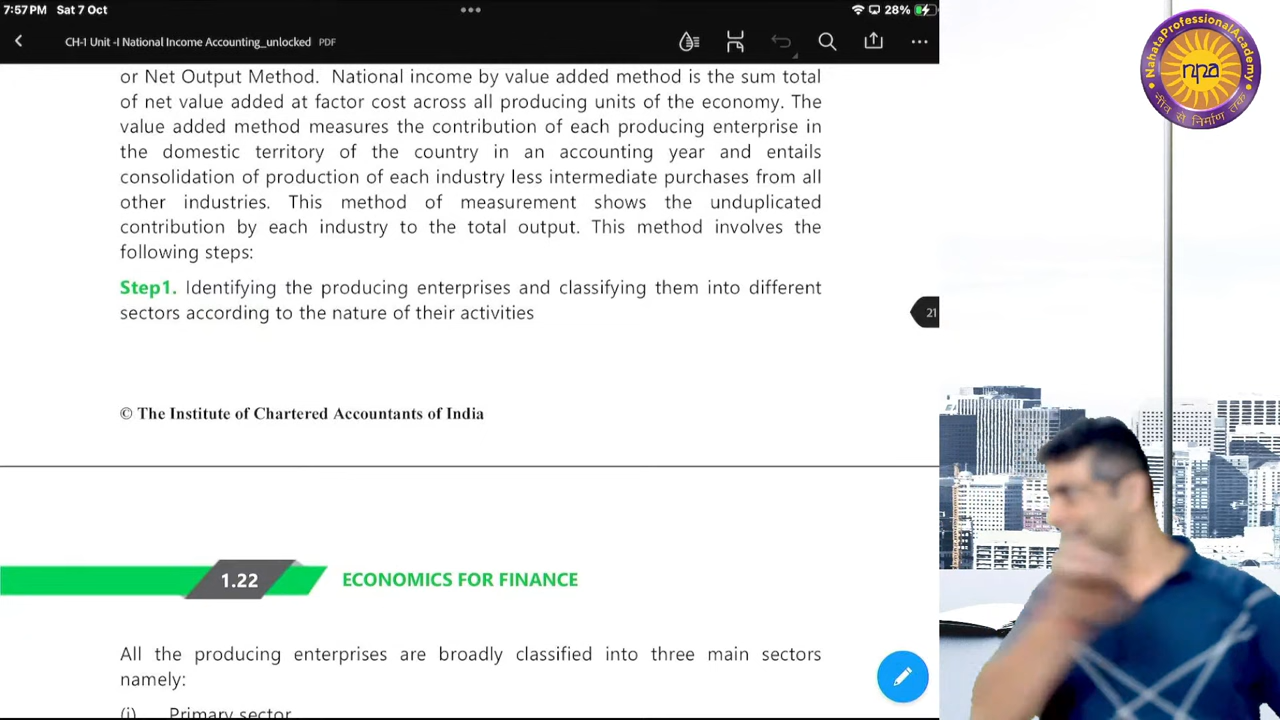 7:57 PM Sat 7 Oct
28%
CH-1 Unit -I National Income Accounting_unlocked PDF
or Net Output Method. National income by value added method is the sum total
of net value added at factor cost across all producing units of the economy. The
value added method measures the contribution of each producing enterprise in
the domestic territory of the country in an accounting year and entails
consolidation of production of each industry less intermediate purchases from all
other industries. This method of measurement shows the unduplicated
contribution by each industry to the total output. This method involves the
following steps:
Step1. Identifying the producing enterprises and classifying them into different
sectors according to the nature of their activities
21
© The Institute of Chartered Accountants of India
1.22 ECONOMICS FOR FINANCE
All the producing enterprises are broadly classified into three main sectors
namely:
(i) Primary sector
NahataProfessionalAcademy
npa
नींव से निर्माण तक